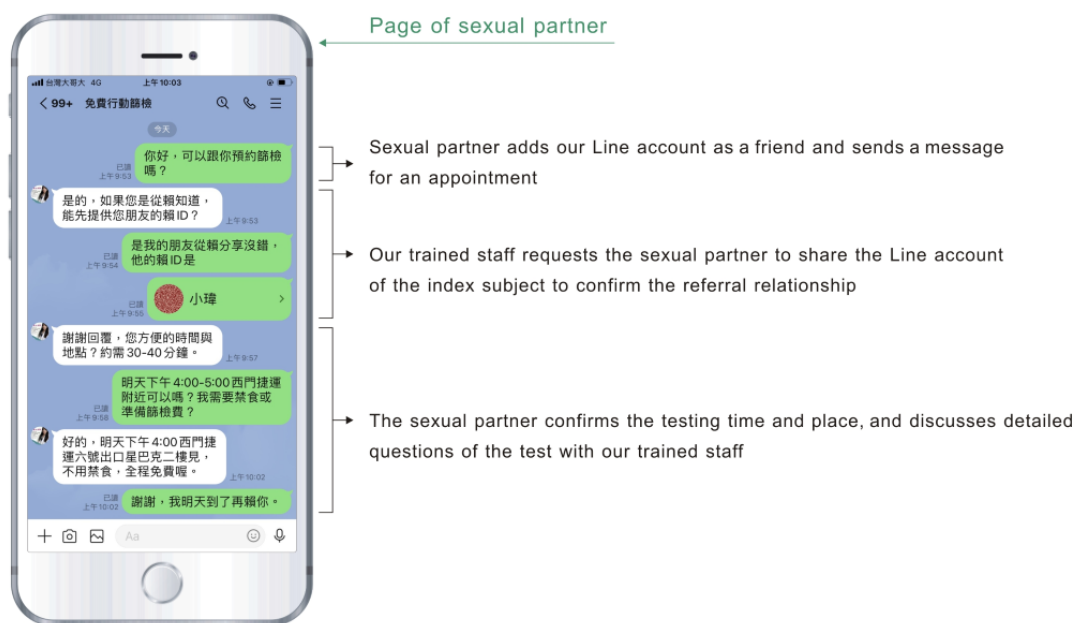 Page of sexual partner
台灣大哥大 4G 上午10:03
99+ 免費行動篩檢
今天
你好，可以跟你預約篩檢
嗎？
已讀
上午9:53
Sexual partner adds our Line account as a friend and sends a message
for an appointment
是的，如果您是從賴知道，
能先提供您朋友的賴ID？
上午9:53
是我的朋友從賴分享沒錯，
他的賴ID是
已讀
上午9:54
Our trained staff requests the sexual partner to share the Line account
of the index subject to confirm the referral relationship
小瑋
已讀
上午9:55
謝謝回覆，您方便的時間與
地點？約需30-40分鐘。
上午9:57
明天下午4:00-5:00西門捷運
附近可以嗎？我需要禁食或
準備篩檢費？
已讀
上午9:58
The sexual partner confirms the testing time and place, and discusses detailed
questions of the test with our trained staff
好的，明天下午4:00西門捷
運六號出口星巴克二樓見，
不用禁食，全程免費喔。
上午10:02
謝謝，我明天到了再賴你。
已讀
上午10:02
Aa